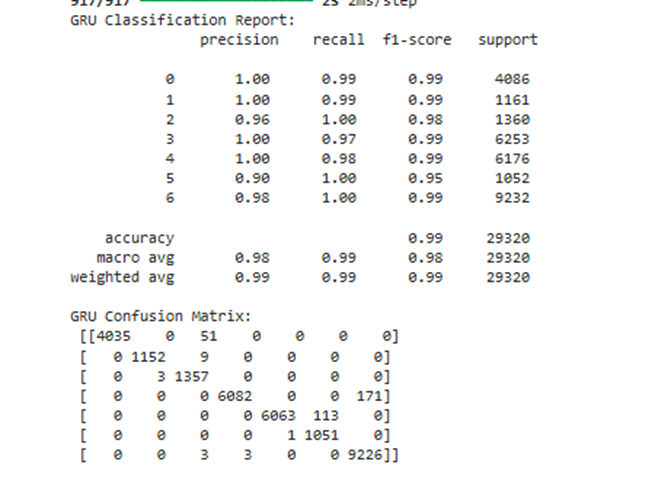 917/917 ━━━━━━━━━━━━━━━━━━━━ 2s 2ms/step
GRU Classification Report:
              precision    recall  f1-score   support

           0       1.00      0.99      0.99      4086
           1       1.00      0.99      0.99      1161
           2       0.96      1.00      0.98      1360
           3       1.00      0.97      0.99      6253
           4       1.00      0.98      0.99      6176
           5       0.90      1.00      0.95      1052
           6       0.98      1.00      0.99      9232

    accuracy                           0.99     29320
   macro avg       0.98      0.99      0.98     29320
weighted avg       0.99      0.99      0.99     29320

GRU Confusion Matrix:
 [[4035    0   51    0    0    0    0]
 [   0 1152    9    0    0    0    0]
 [   0    3 1357    0    0    0    0]
 [   0    0    0 6082    0    0  171]
 [   0    0    0    0 6063  113    0]
 [   0    0    0    0    1 1051    0]
 [   0    0    3    3    0    0 9226]]